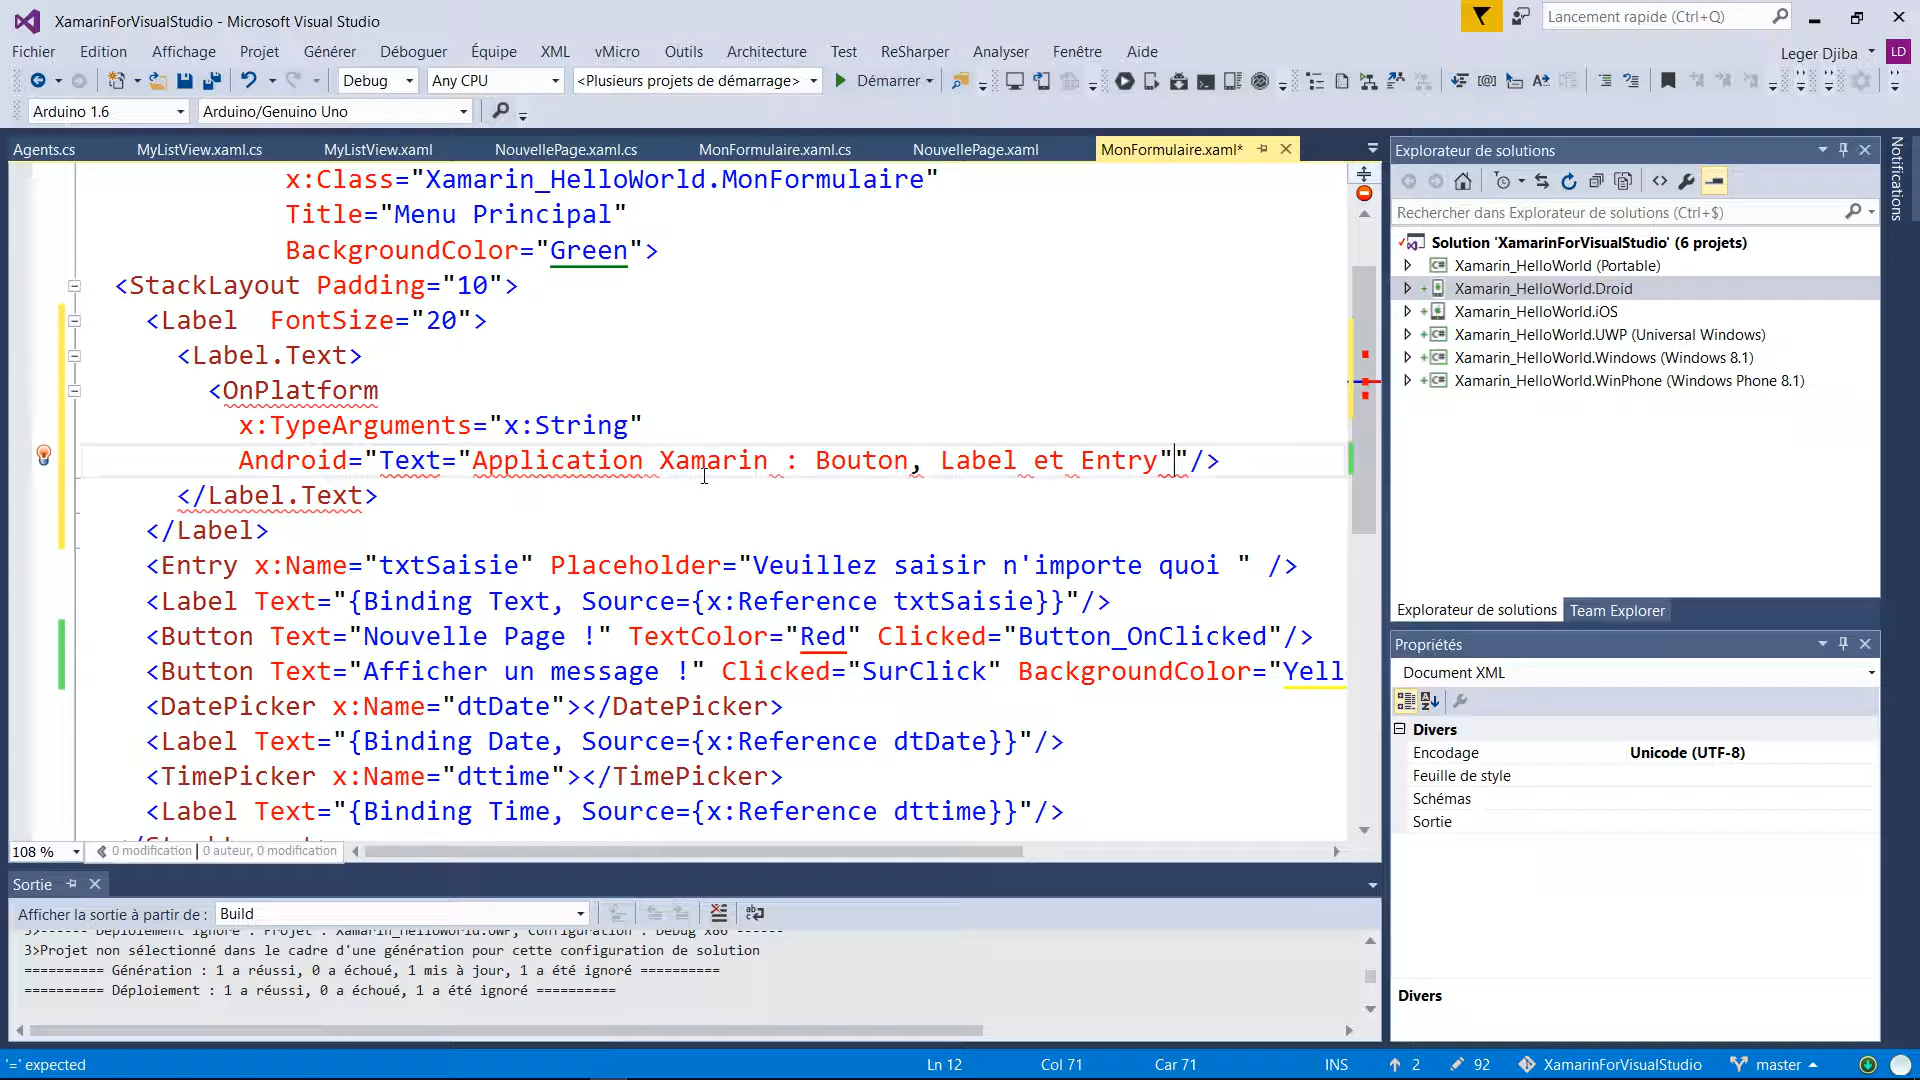 XamarinForVisualStudio - Microsoft Visual Studio
Lancement rapide (Ctrl+Q)
Fichier Edition Affichage Projet Générer Déboguer Équipe XML vMicro Outils Architecture Test ReSharper Analyser Fenêtre Aide
Leger Djiba LD
Debug Any CPU <Plusieurs projets de démarrage> Démarrer
Arduino 1.6 Arduino/Genuino Uno
Agents.cs MyListView.xaml.cs MyListView.xaml NouvellePage.xaml.cs MonFormulaire.xaml.cs NouvellePage.xaml MonFormulaire.xaml*
x:Class="Xamarin_HelloWorld.MonFormulaire"
Title="Menu Principal"
BackgroundColor="Green">
<StackLayout Padding="10">
<Label FontSize="20">
<Label.Text>
<OnPlatform
x:TypeArguments="x:String"
Android="Text="Application Xamarin : Bouton, Label et Entry""/>
</Label.Text>
</Label>
<Entry x:Name="txtSaisie" Placeholder="Veuillez saisir n'importe quoi " />
<Label Text="{Binding Text, Source={x:Reference txtSaisie}}"/>
<Button Text="Nouvelle Page !" TextColor="Red" Clicked="Button_OnClicked"/>
<Button Text="Afficher un message !" Clicked="SurClick" BackgroundColor="Yell
<DatePicker x:Name="dtDate"></DatePicker>
<Label Text="{Binding Date, Source={x:Reference dtDate}}"/>
<TimePicker x:Name="dttime"></TimePicker>
<Label Text="{Binding Time, Source={x:Reference dttime}}"/>
108 % 0 modification | 0 auteur, 0 modification
Sortie
Afficher la sortie à partir de : Build
3>Projet non sélectionné dans le cadre d'une génération pour cette configuration de solution
========== Génération : 1 a réussi, 0 a échoué, 1 mis à jour, 1 a été ignoré ==========
========== Déploiement : 1 a réussi, 0 a échoué, 1 a été ignoré ==========
Explorateur de solutions
Rechercher dans Explorateur de solutions (Ctrl+$)
Solution 'XamarinForVisualStudio' (6 projets)
Xamarin_HelloWorld (Portable)
Xamarin_HelloWorld.Droid
Xamarin_HelloWorld.iOS
Xamarin_HelloWorld.UWP (Universal Windows)
Xamarin_HelloWorld.Windows (Windows 8.1)
Xamarin_HelloWorld.WinPhone (Windows Phone 8.1)
Explorateur de solutions Team Explorer
Propriétés
Document XML
Divers
Encodage Unicode (UTF-8)
Feuille de style
Schémas
Sortie
Divers
Notifications
'=' expected Ln 12 Col 71 Car 71 INS 2 92 XamarinForVisualStudio master